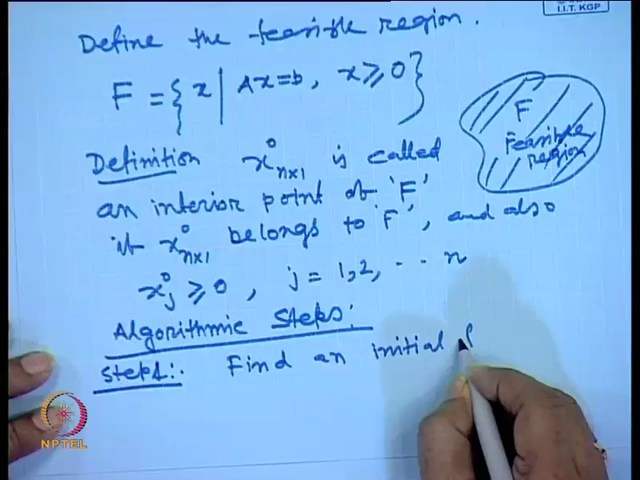 I.I.T. KGP
Define the feasible region.
F = { x | Ax=b, x ≥ 0 }
F
Feasible
region
Definition x⁰ₙₓ₁ is called
an interior point of 'F'
if x⁰ₙₓ₁ belongs to 'F', and also
x⁰ⱼ ≥ 0, j = 1,2, .. n
Algorithmic Steps:
Step1:. Find an initial
NPTEL